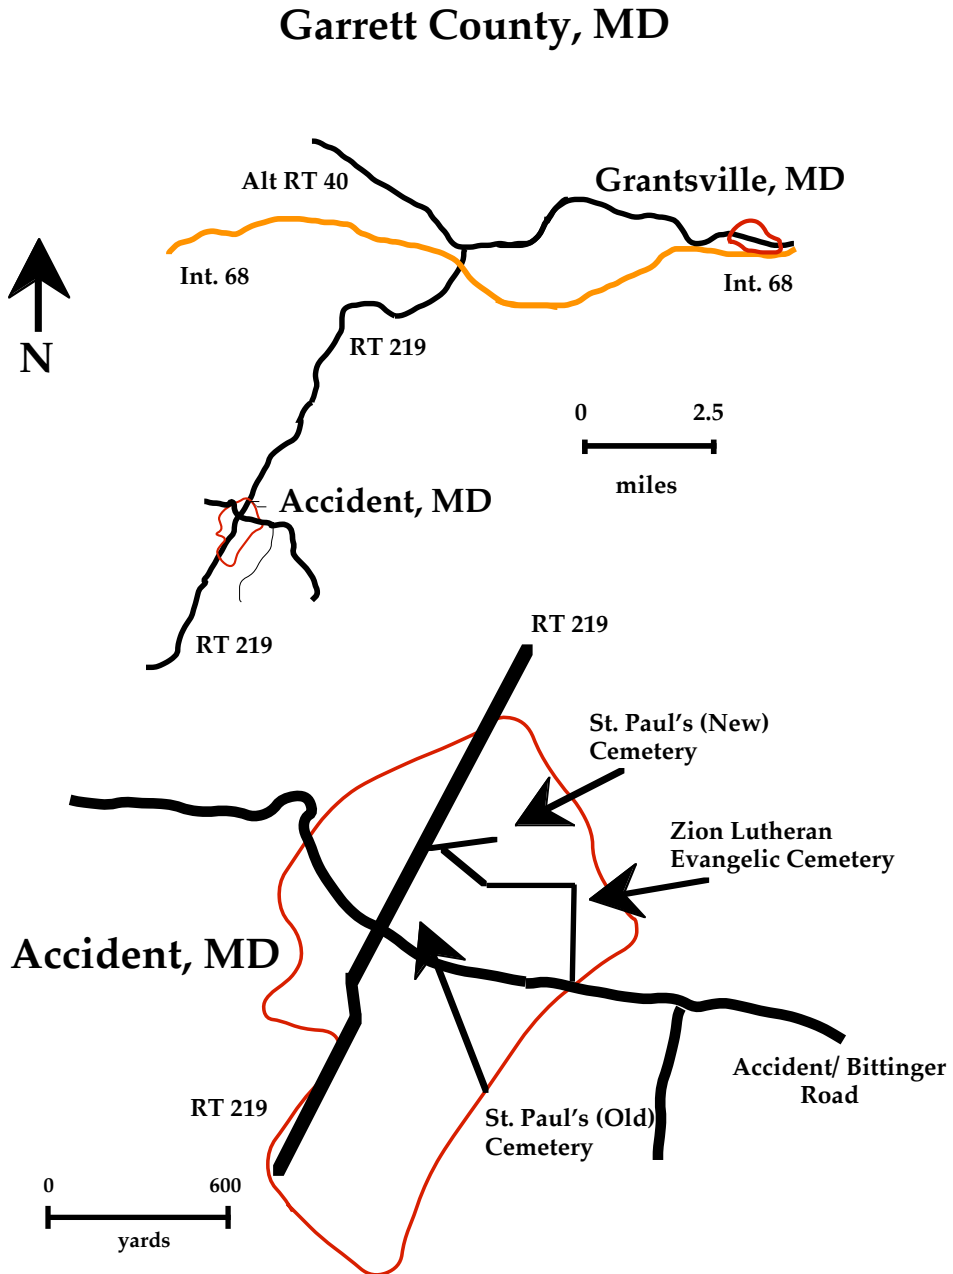 Garrett County, MD
Alt RT 40
Grantsville, MD
Int. 68
Int. 68
N
RT 219
0 2.5
miles
Accident, MD
RT 219
RT 219
St. Paul's (New)
Cemetery
Zion Lutheran
Evangelic Cemetery
Accident, MD
Accident/ Bittinger
Road
RT 219
St. Paul's (Old)
Cemetery
0 600
yards